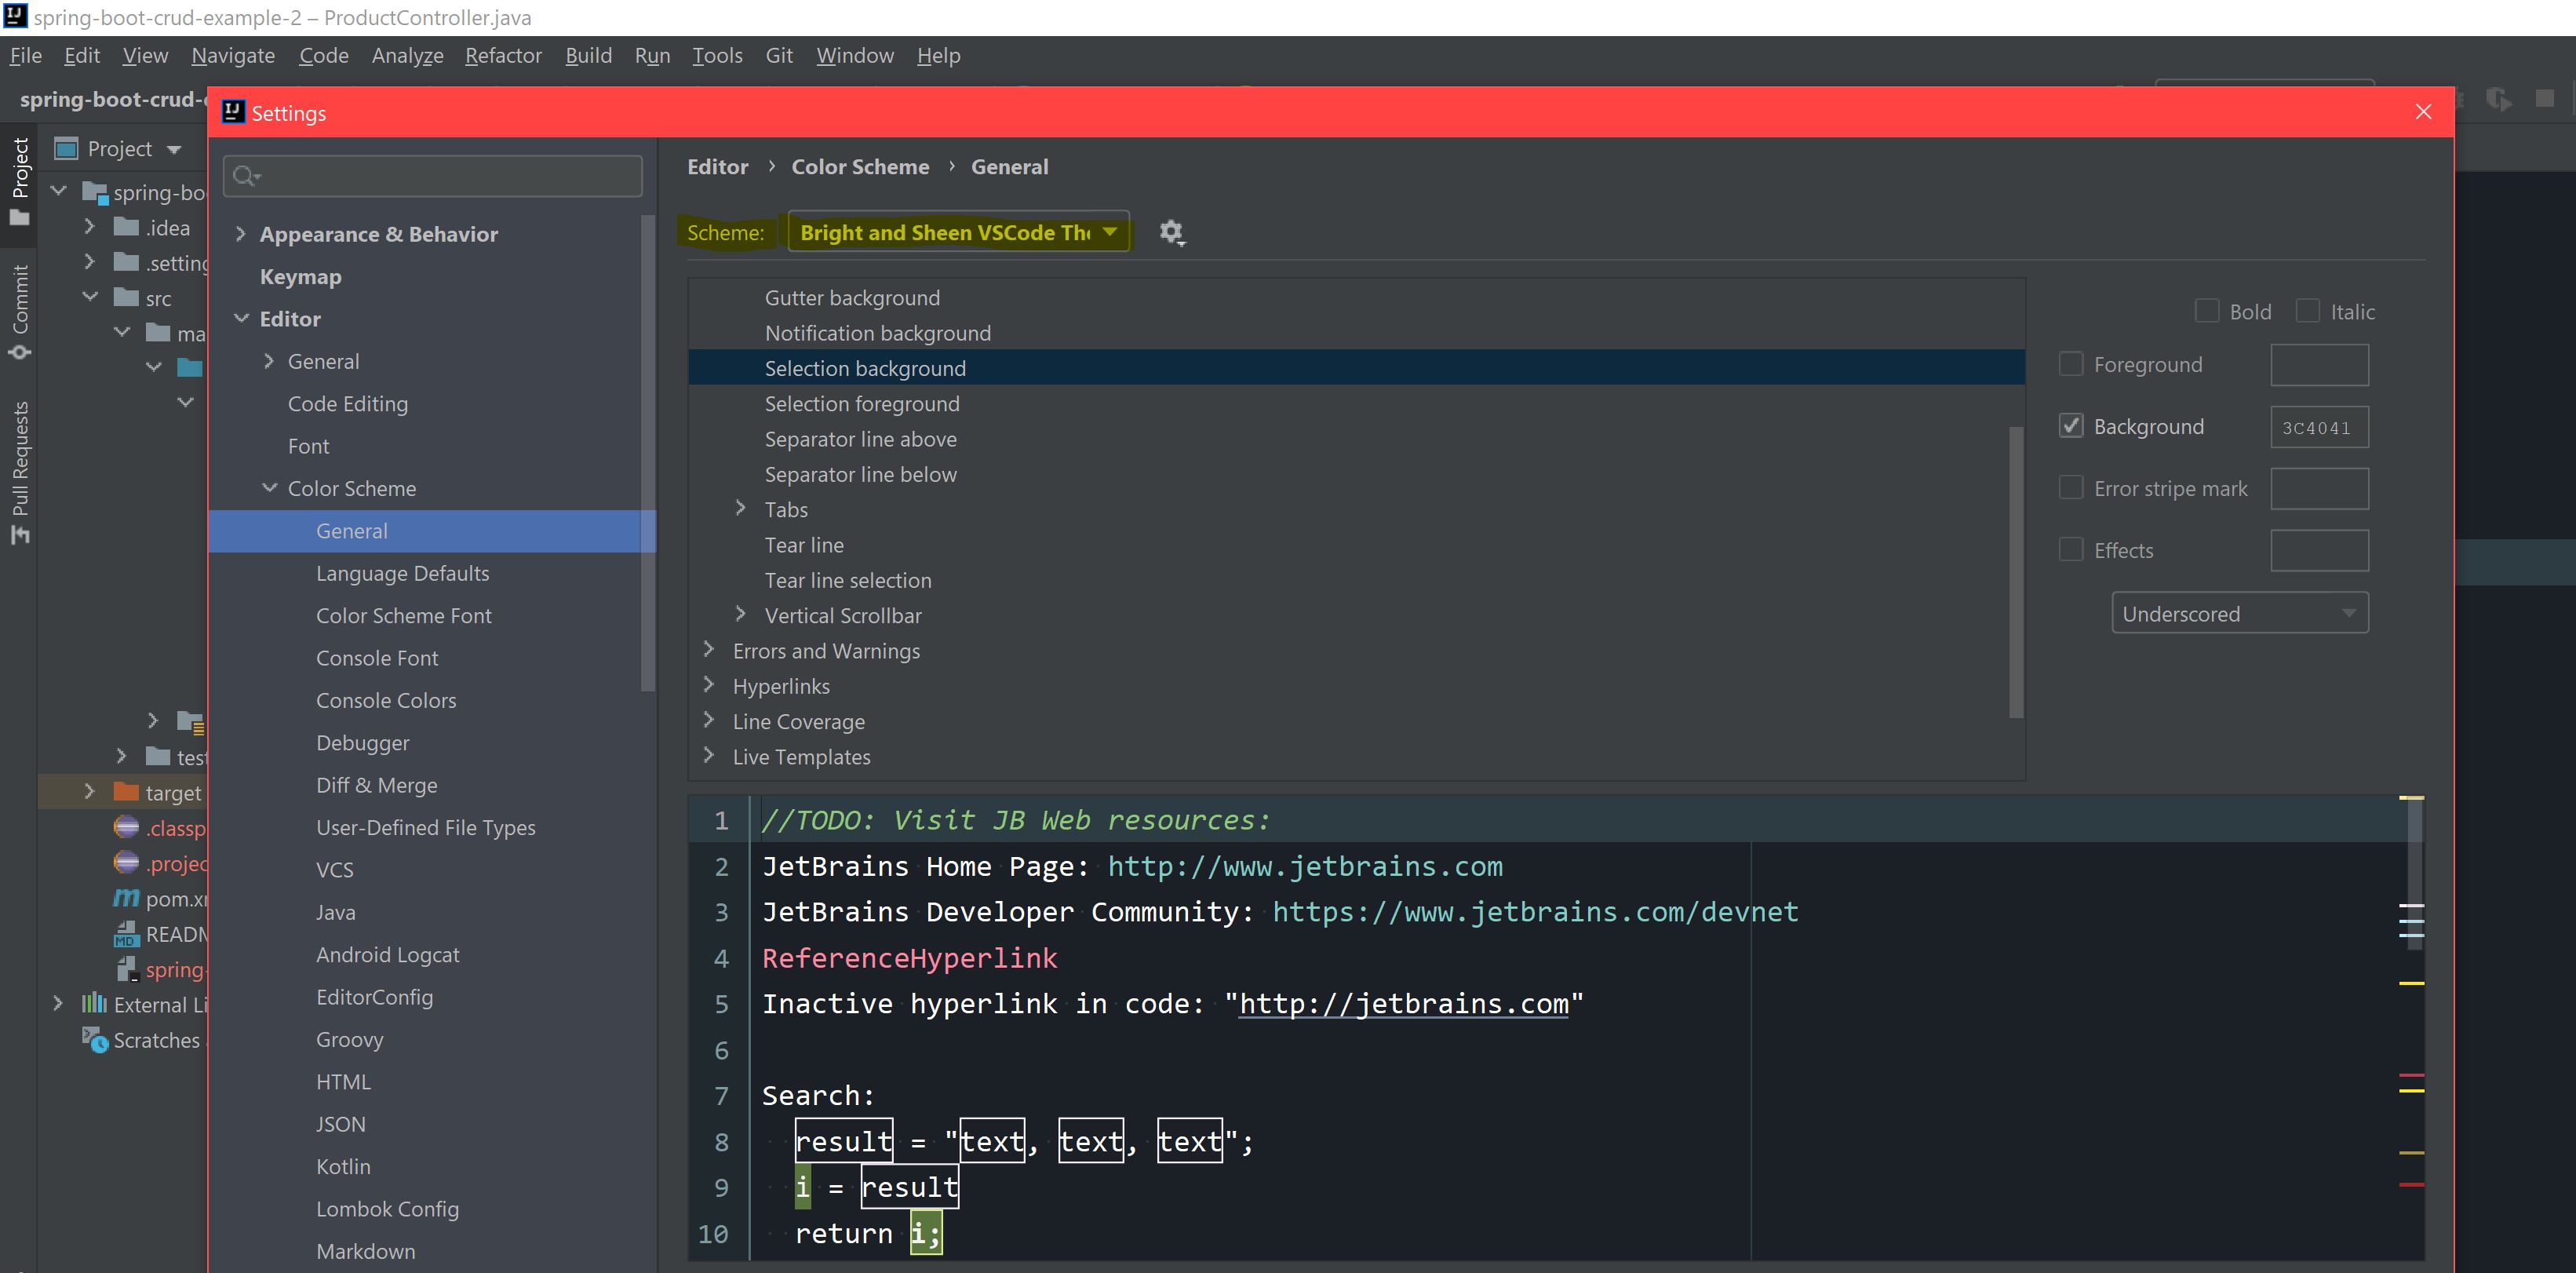 spring-boot-crud-example-2 – ProductController.java
File Edit View Navigate Code Analyze Refactor Build Run Tools Git Window Help
spring-boot-crud-
Settings
Project
Commit
Pull Requests
Project
spring-bo
.idea
.setting
src
ma
test
target
.classp
.projec
pom.x
READM
spring-
External Li
Scratches
Appearance & Behavior
Keymap
Editor
General
Code Editing
Font
Color Scheme
General
Language Defaults
Color Scheme Font
Console Font
Console Colors
Debugger
Diff & Merge
User-Defined File Types
VCS
Java
Android Logcat
EditorConfig
Groovy
HTML
JSON
Kotlin
Lombok Config
Markdown
Editor › Color Scheme › General
Scheme: Bright and Sheen VSCode The
Gutter background
Notification background
Selection background
Selection foreground
Separator line above
Separator line below
Tabs
Tear line
Tear line selection
Vertical Scrollbar
Errors and Warnings
Hyperlinks
Line Coverage
Live Templates
Bold Italic
Foreground
Background 3C4041
Error stripe mark
Effects
Underscored
1 //TODO: Visit JB Web resources:
2 JetBrains Home Page: http://www.jetbrains.com
3 JetBrains Developer Community: https://www.jetbrains.com/devnet
4 ReferenceHyperlink
5 Inactive hyperlink in code: "http://jetbrains.com"
6
7 Search:
8 result = "text, text, text";
9 i = result
10 return i;